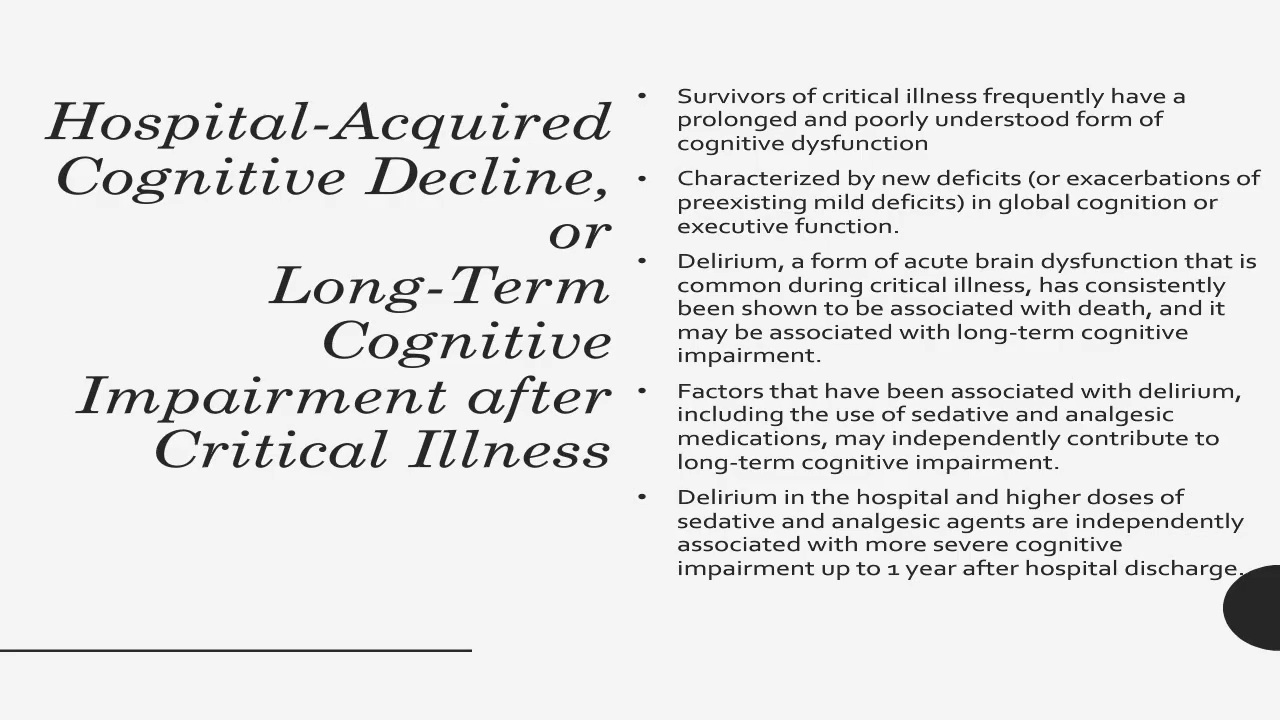 Hospital-Acquired
Cognitive Decline,
or
Long-Term
Cognitive
Impairment after
Critical Illness
• Survivors of critical illness frequently have a
prolonged and poorly understood form of
cognitive dysfunction
• Characterized by new deficits (or exacerbations of
preexisting mild deficits) in global cognition or
executive function.
• Delirium, a form of acute brain dysfunction that is
common during critical illness, has consistently
been shown to be associated with death, and it
may be associated with long-term cognitive
impairment.
• Factors that have been associated with delirium,
including the use of sedative and analgesic
medications, may independently contribute to
long-term cognitive impairment.
• Delirium in the hospital and higher doses of
sedative and analgesic agents are independently
associated with more severe cognitive
impairment up to 1 year after hospital discharge.